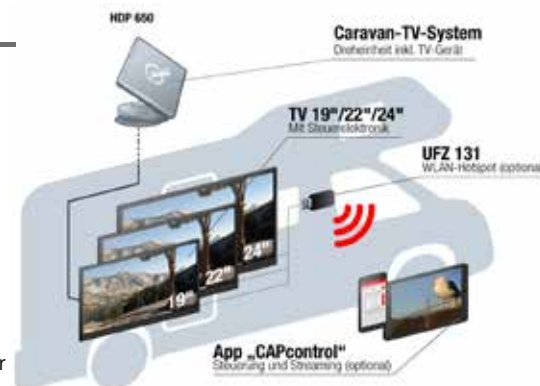 HDP 650
Caravan-TV-System
Dreheinheit inkl. TV-Gerät
TV 19"/22"/24"
Mit Steuerelektronik
UFZ 131
WLAN-Hotspot (optional
24"
22"
19"
App „CAPcontrol“
Steuerung und Streaming (optional)
r